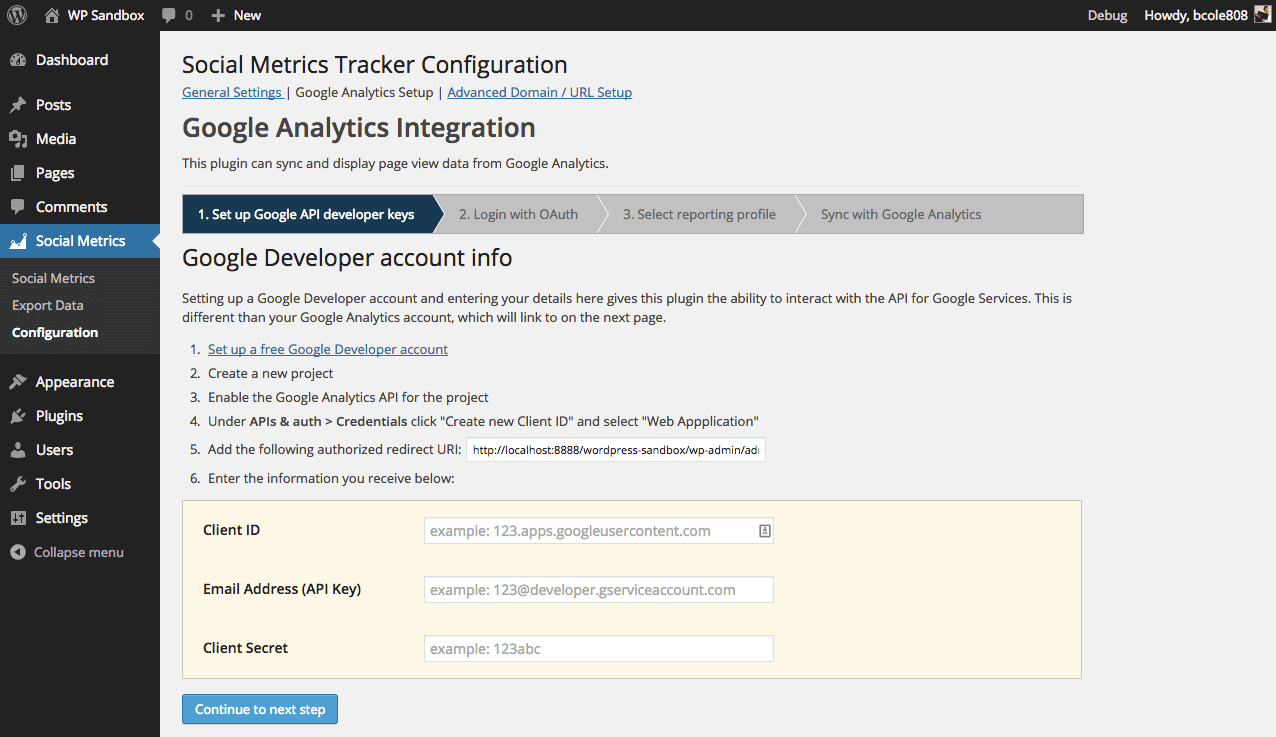 WP Sandbox 0 New Debug Howdy, bcole808
Dashboard
Posts
Media
Pages
Comments
Social Metrics
Social Metrics
Export Data
Configuration
Appearance
Plugins
Users
Tools
Settings
Collapse menu
Social Metrics Tracker Configuration
General Settings | Google Analytics Setup | Advanced Domain / URL Setup
Google Analytics Integration
This plugin can sync and display page view data from Google Analytics.
1. Set up Google API developer keys 2. Login with OAuth 3. Select reporting profile Sync with Google Analytics
Google Developer account info
Setting up a Google Developer account and entering your details here gives this plugin the ability to interact with the API for Google Services. This is
different than your Google Analytics account, which will link to on the next page.
1. Set up a free Google Developer account
2. Create a new project
3. Enable the Google Analytics API for the project
4. Under APIs & auth > Credentials click "Create new Client ID" and select "Web Appplication"
5. Add the following authorized redirect URI: http://localhost:8888/wordpress-sandbox/wp-admin/adı
6. Enter the information you receive below:
Client ID example: 123.apps.googleusercontent.com
Email Address (API Key) example: 123@developer.gserviceaccount.com
Client Secret example: 123abc
Continue to next step